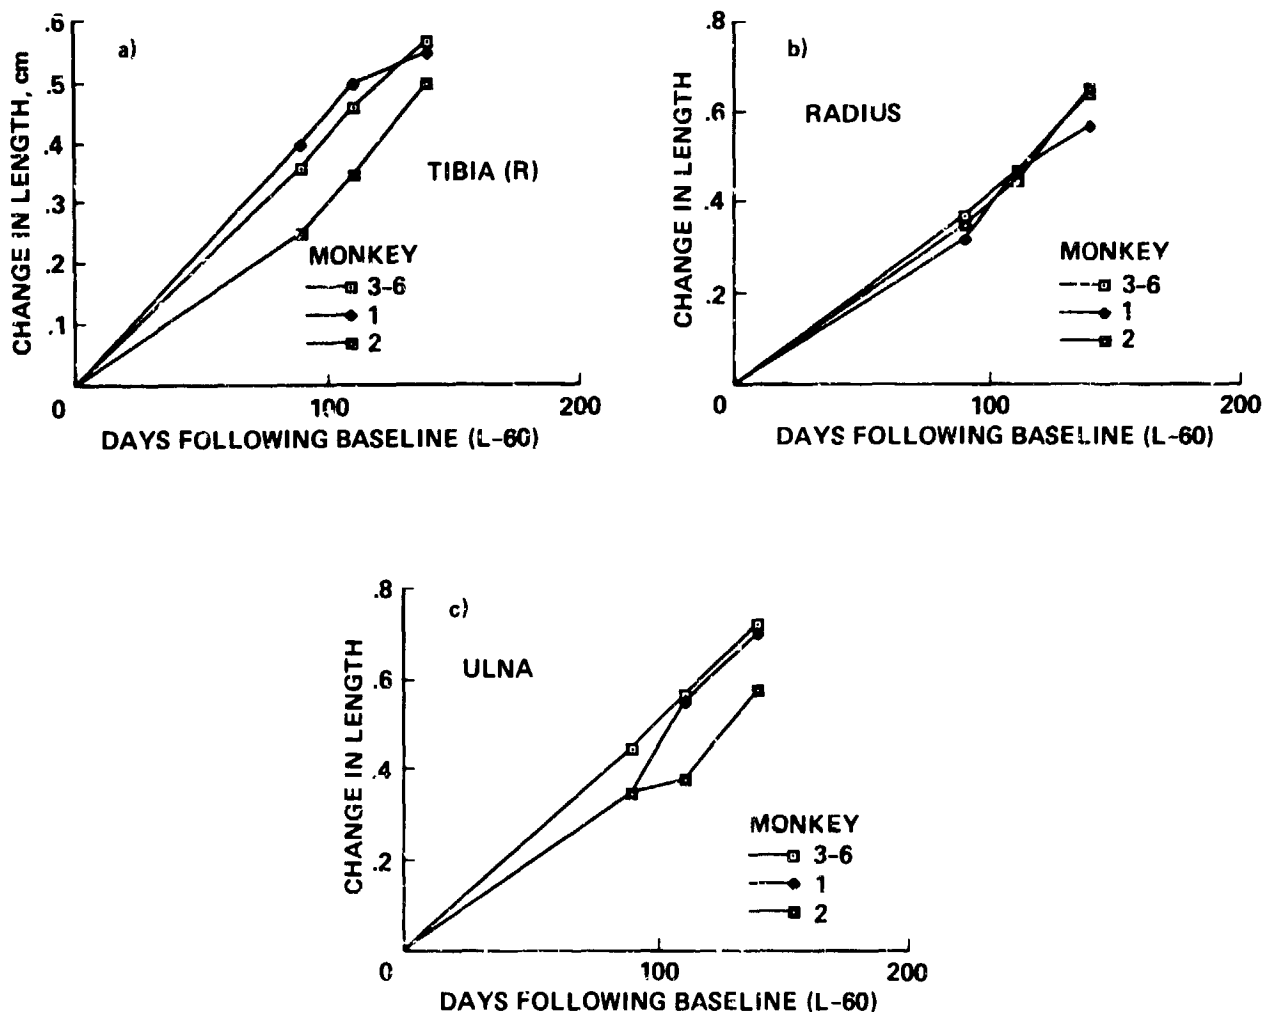 a)
CHANGE IN LENGTH, cm
.6
.5
.4
.3
.2
.1
0
100
200
TIBIA (R)
MONKEY
3-6
1
2
DAYS FOLLOWING BASELINE (L-60)
b)
CHANGE IN LENGTH
.8
.6
.4
.2
0
100
200
RADIUS
MONKEY
3-6
1
2
DAYS FOLLOWING BASELINE (L-60)
c)
CHANGE IN LENGTH
.8
.6
.4
.2
0
100
200
ULNA
MONKEY
3-6
1
2
DAYS FOLLOWING BASELINE (L-60)